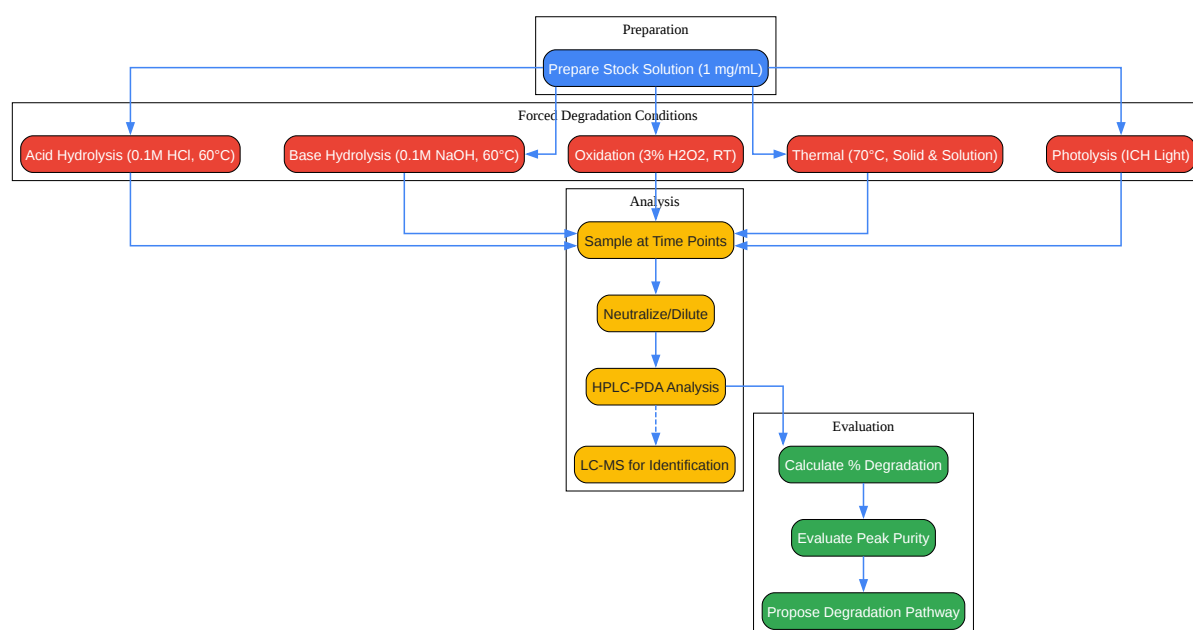 Preparation
Prepare Stock Solution (1 mg/mL)
Forced Degradation Conditions
Acid Hydrolysis (0.1M HCl, 60°C)
Base Hydrolysis (0.1M NaOH, 60°C)
Oxidation (3% H2O2, RT)
Thermal (70°C, Solid & Solution)
Photolysis (ICH Light)
Analysis
Sample at Time Points
Neutralize/Dilute
HPLC-PDA Analysis
LC-MS for Identification
Evaluation
Calculate % Degradation
Evaluate Peak Purity
Propose Degradation Pathway